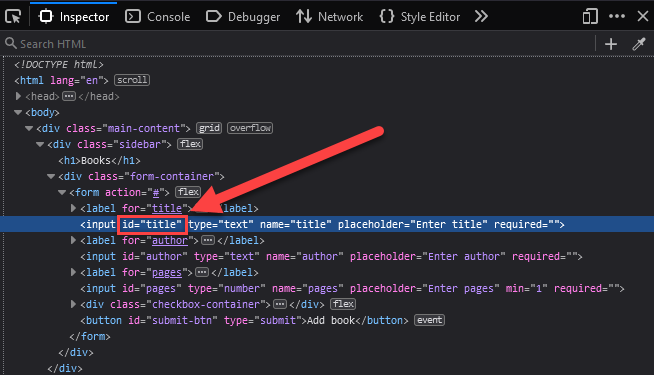 Inspector Console Debugger Network {} Style Editor
Search HTML
<!DOCTYPE html>
<html lang="en"> scroll
<head> ··· </head>
<body>
<div class="main-content"> grid overflow
<div class="sidebar"> flex
<h1>Books</h1>
<div class="form-container">
<form action="#"> flex
<label for="title"> </label>
<input id="title" type="text" name="title" placeholder="Enter title" required="">
<label for="author"> ··· </label>
<input id="author" type="text" name="author" placeholder="Enter author" required="">
<label for="pages"> ··· </label>
<input id="pages" type="number" name="pages" placeholder="Enter pages" min="1" required="">
<div class="checkbox-container"> ··· </div> flex
<button id="submit-btn" type="submit">Add book</button> event
</form>
</div>
</div>